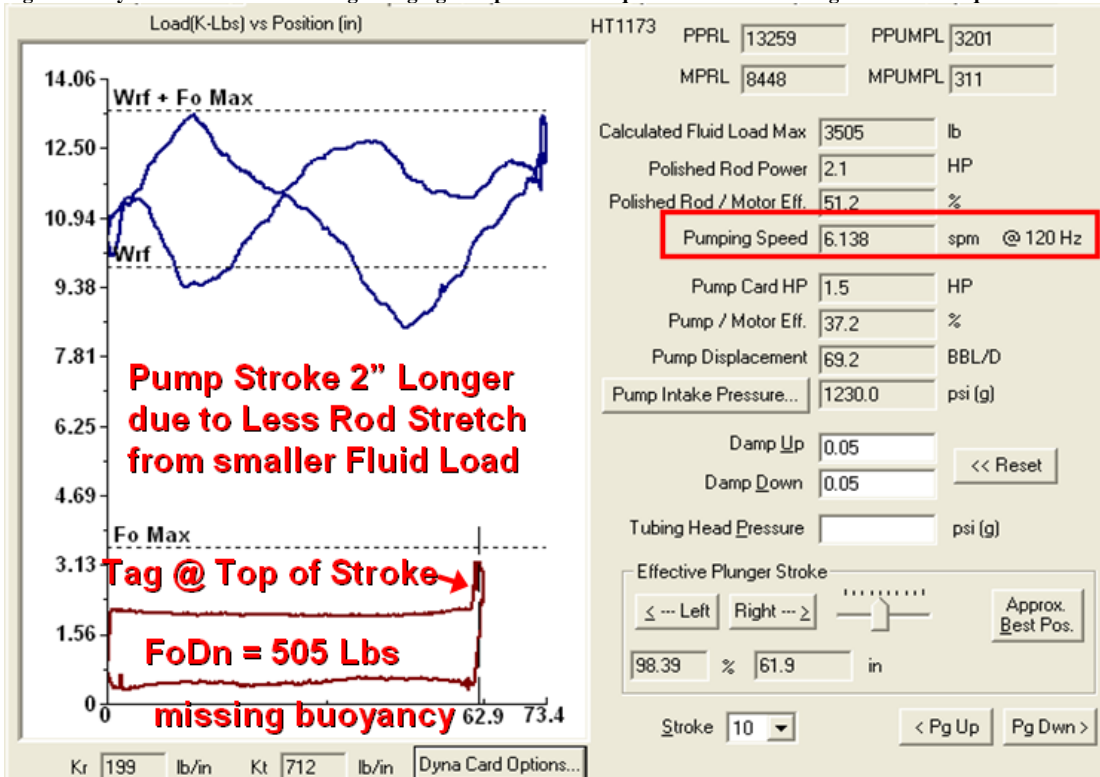 Load(K-Lbs) vs Position (in)
HT1173
PPRL 13259 PPUMPL 3201
MPRL 8448 MPUMPL 311
14.06
12.50
10.94
9.38
7.81
6.25
4.69
3.13
1.56
0
Wrf + Fo Max
Wrf
Pump Stroke 2” Longer
due to Less Rod Stretch
from smaller Fluid Load
Fo Max
Tag @ Top of Stroke
FoDn = 505 Lbs
missing buoyancy
0 62.9 73.4
Kr 199 lb/in Kt 712 lb/in Dyna Card Options...
Calculated Fluid Load Max 3505 lb
Polished Rod Power 2.1 HP
Polished Rod / Motor Eff. 51.2 %
Pumping Speed 6.138 spm @ 120 Hz
Pump Card HP 1.5 HP
Pump / Motor Eff. 37.2 %
Pump Displacement 69.2 BBL/D
Pump Intake Pressure... 1230.0 psi (g)
Damp Up 0.05
<< Reset
Damp Down 0.05
Tubing Head Pressure psi (g)
Effective Plunger Stroke
< --- Left Right --- >
Approx.
Best Pos.
98.39 % 61.9 in
Stroke 10 < Pg Up Pg Dwn >